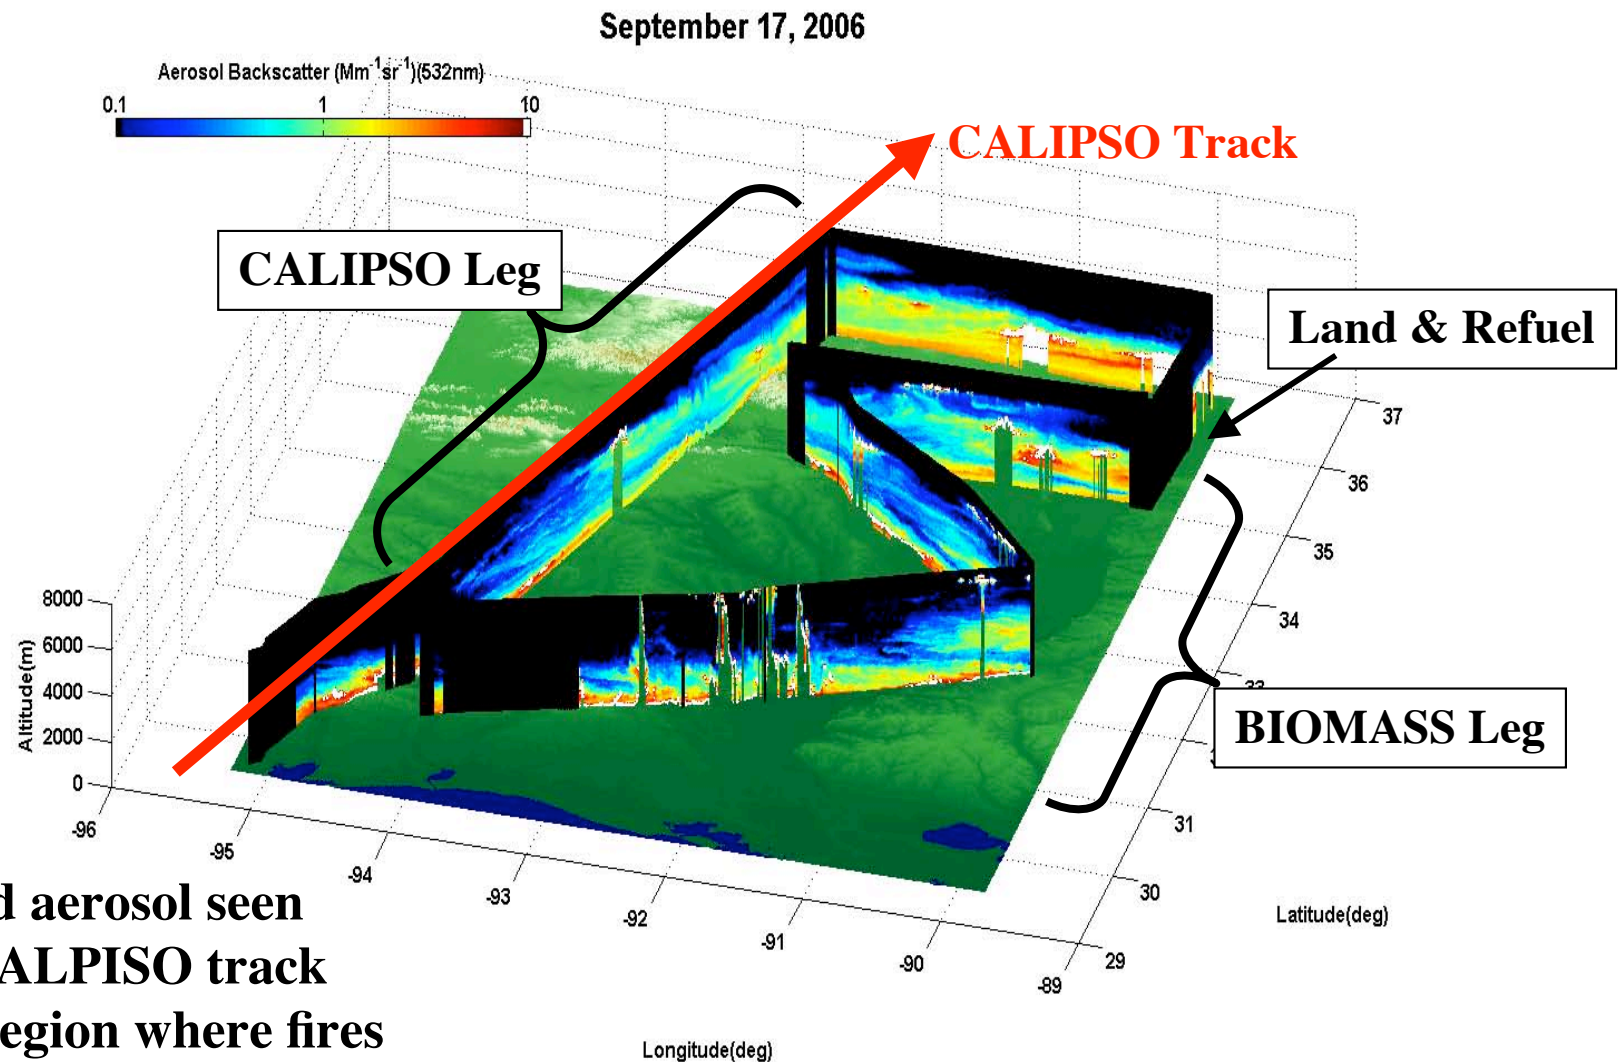 September 17, 2006
Aerosol Backscatter (Mm-1sr-1)(532nm)
0.1 1 10
CALIPSO Track
CALIPSO Leg
Land & Refuel
BIOMASS Leg
8000
6000
4000
2000
0
Altitude(m)
-96
-95
-94
-93
-92
-91
-90
-89
Longitude(deg)
37
36
35
34
31
30
29
Latitude(deg)
aerosol seen
ALPISO track
where fires